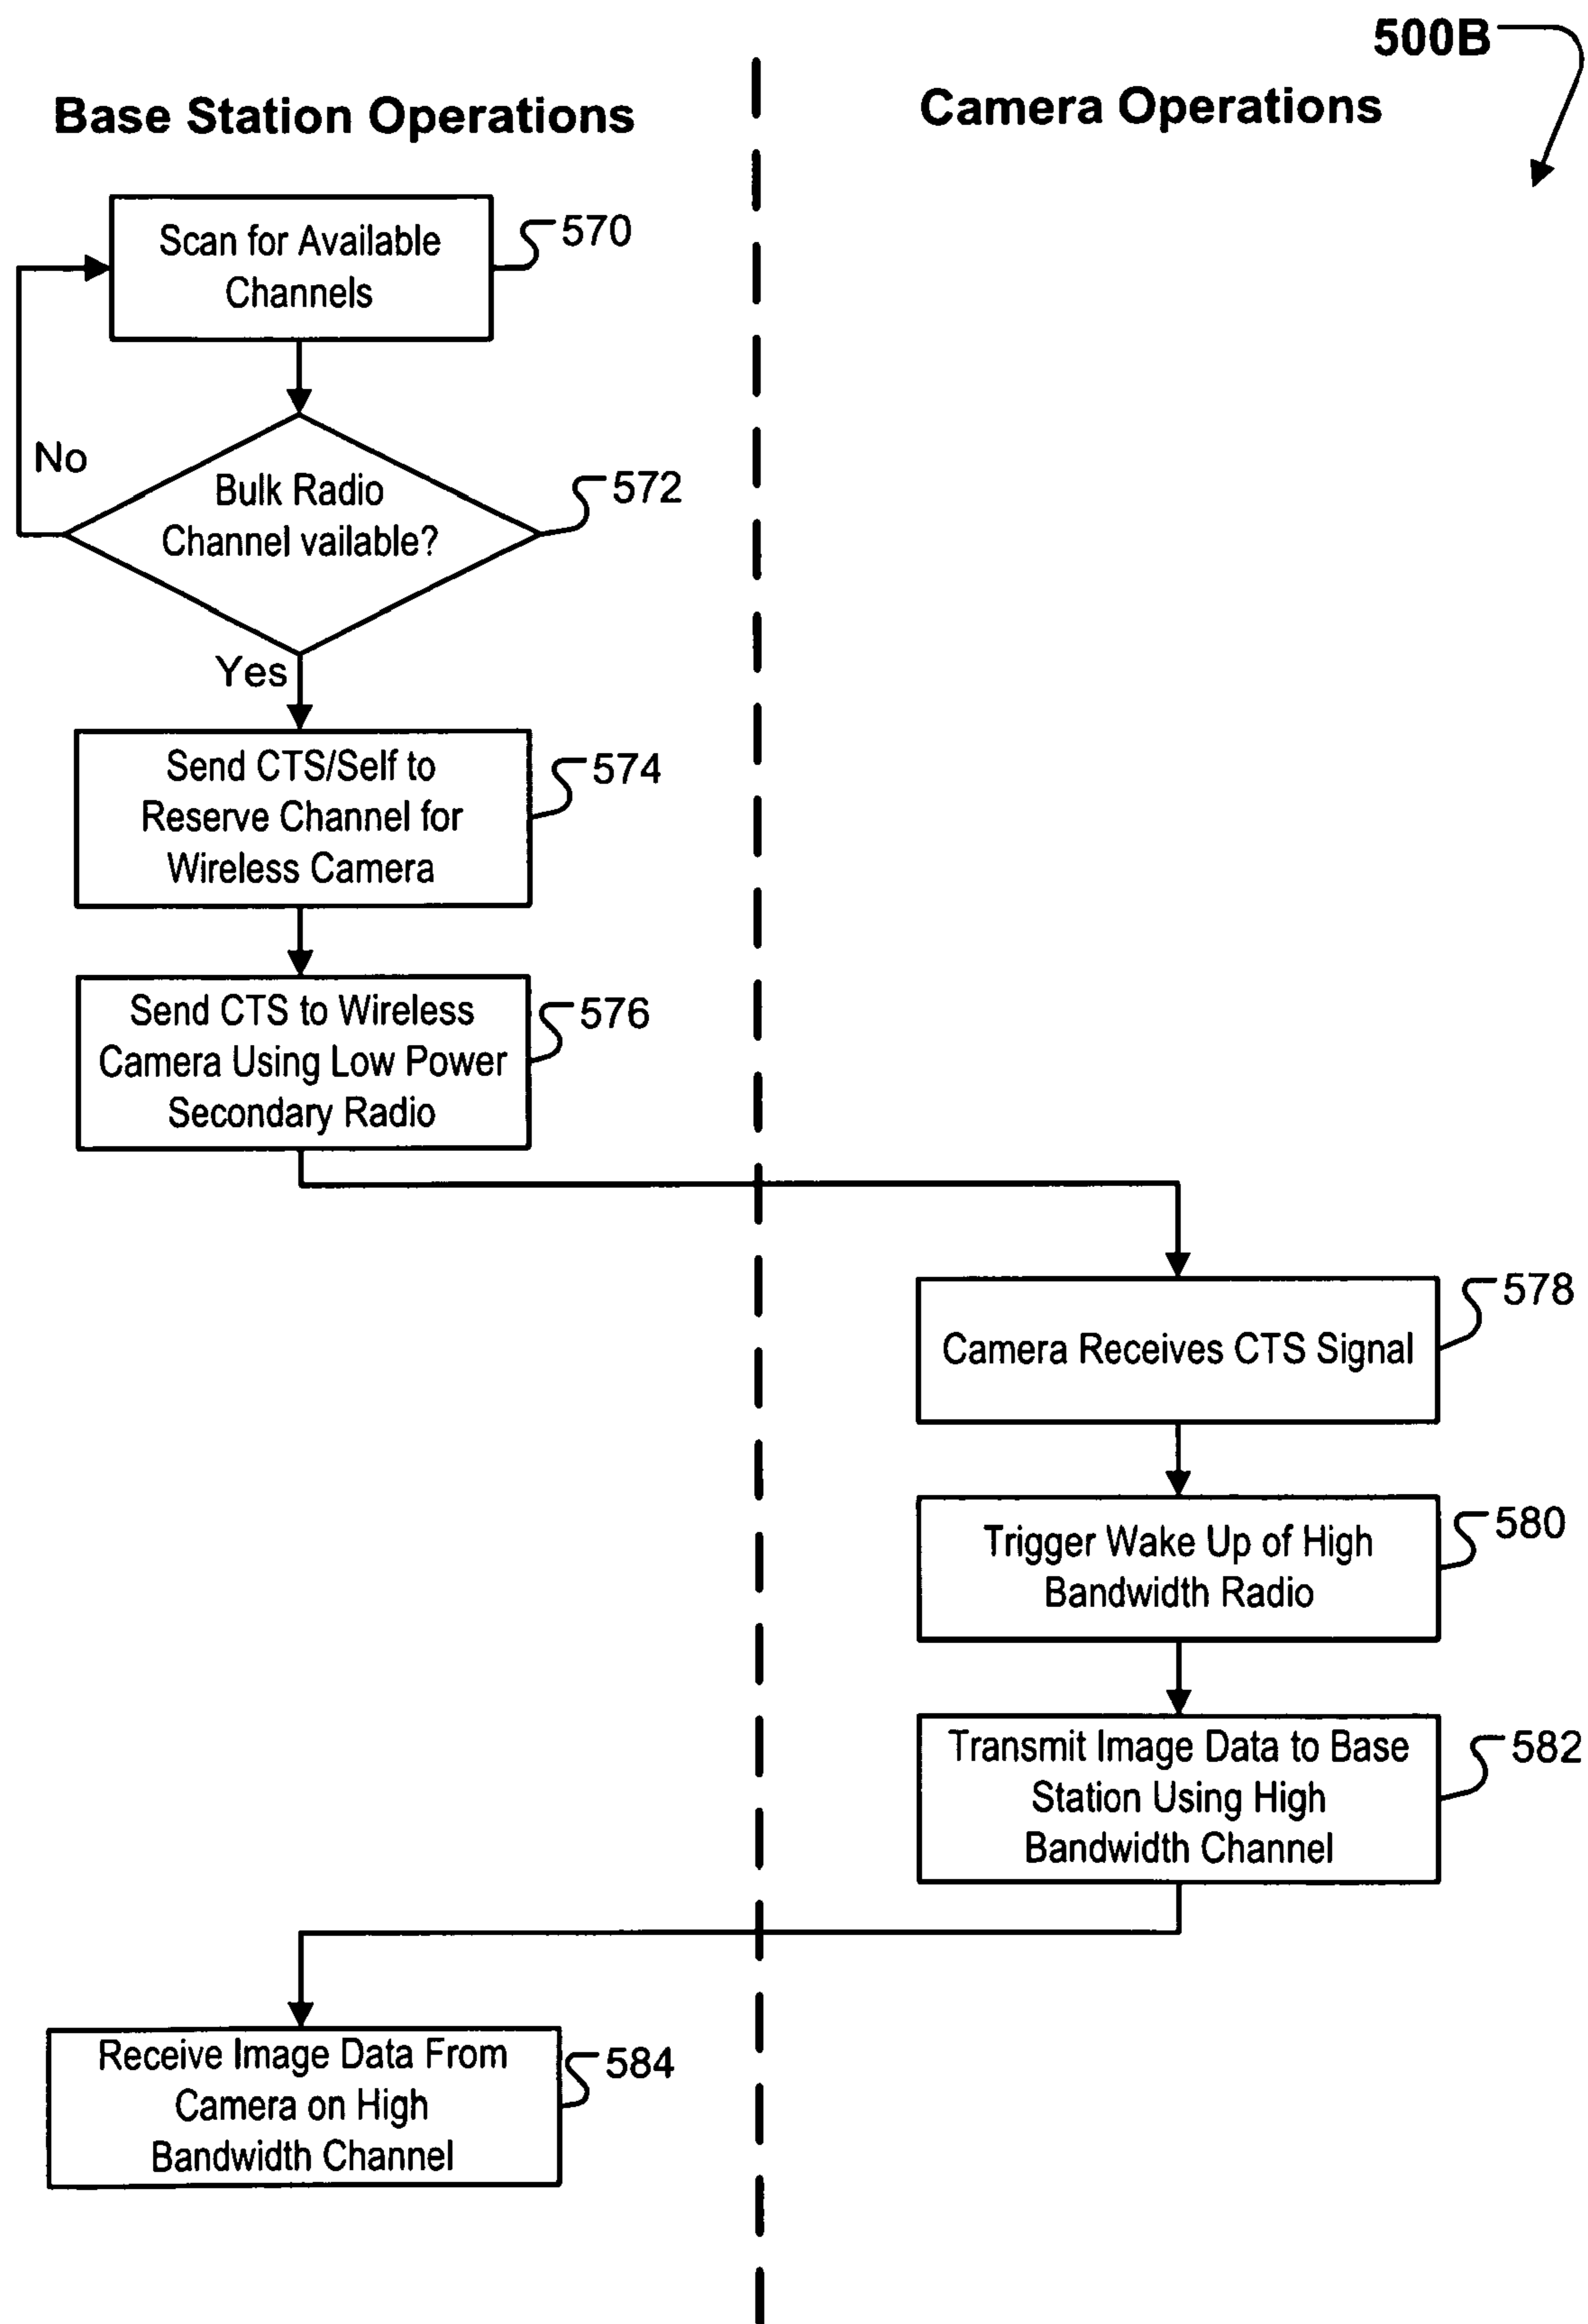 500B
Base Station Operations
Camera Operations
Scan for Available
Channels
570
No
Bulk Radio
Channel vailable?
572
Yes
Send CTS/Self to
Reserve Channel for
Wireless Camera
574
Send CTS to Wireless
Camera Using Low Power
Secondary Radio
576
Camera Receives CTS Signal
578
Trigger Wake Up of High
Bandwidth Radio
580
Transmit Image Data to Base
Station Using High
Bandwidth Channel
582
Receive Image Data From
Camera on High
Bandwidth Channel
584